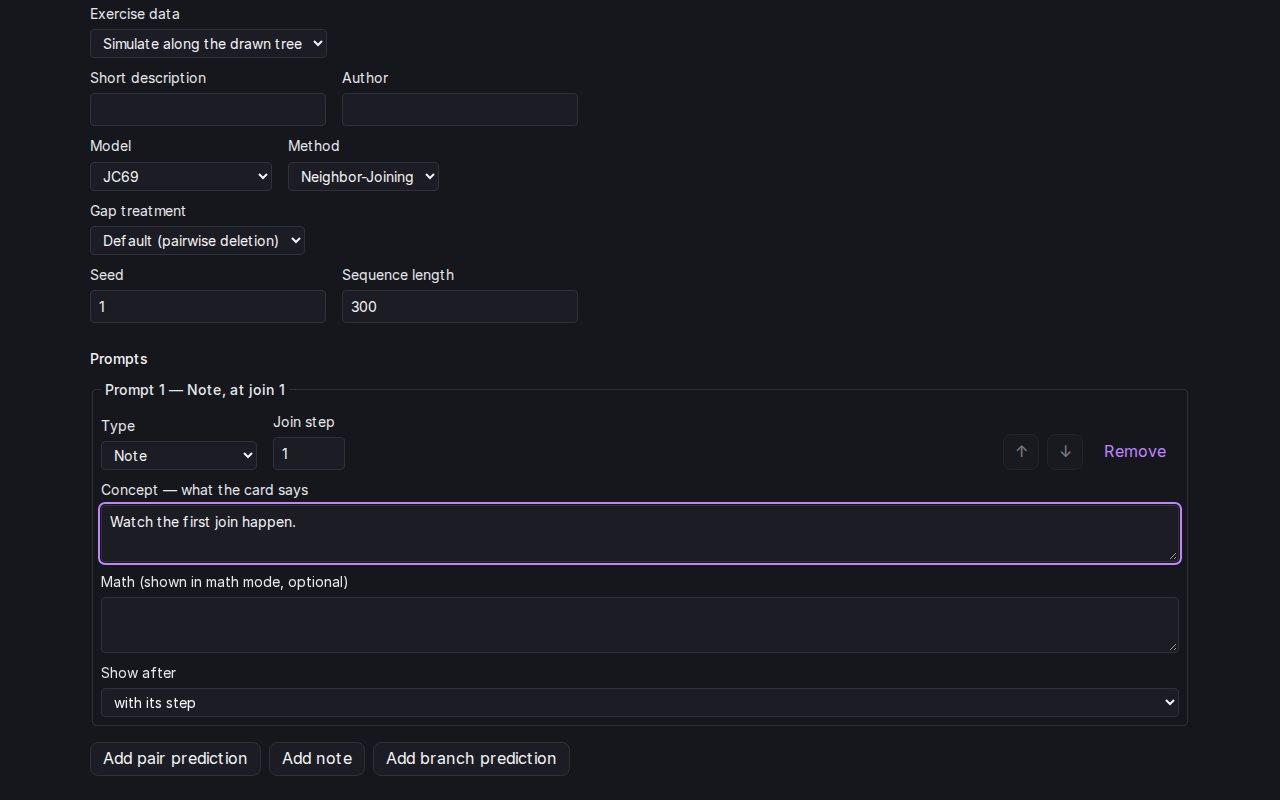 Exercise data
Simulate along the drawn tree
Short description
Author
Model
Method
JC69
Neighbor-Joining
Gap treatment
Default (pairwise deletion)
Seed
Sequence length
1
300
Prompts
Prompt 1 — Note, at join 1
Type
Join step
Note
1
↑
↓
Remove
Concept — what the card says
Watch the first join happen.
Math (shown in math mode, optional)
Show after
with its step
Add pair prediction
Add note
Add branch prediction